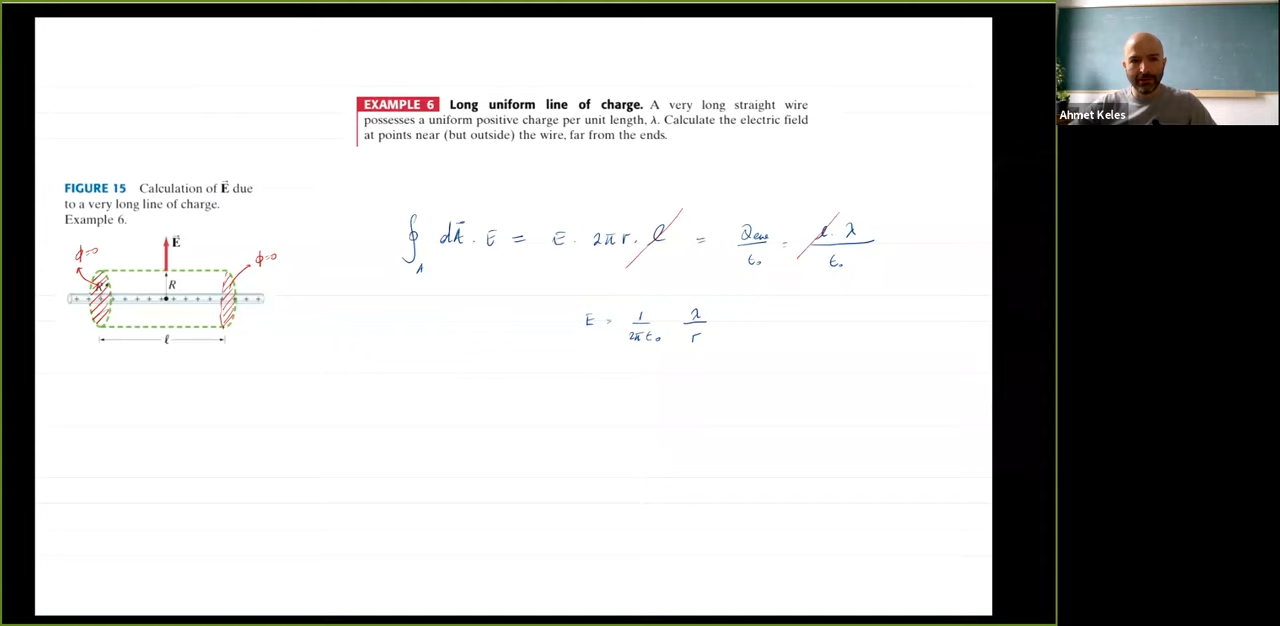 EXAMPLE 6 Long uniform line of charge. A very long straight wire
possesses a uniform positive charge per unit length, λ. Calculate the electric field
at points near (but outside) the wire, far from the ends.
Ahmet Keles
FIGURE 15 Calculation of E⃗ due
to a very long line of charge.
Example 6.
ϕ=0
E⃗
ϕ=0
R
R
ℓ
∮_A dA⃗ · E = E · 2πr · ℓ = Qenc/ε₀ = ℓ · λ/ε₀
E = 1/2πε₀ λ/r